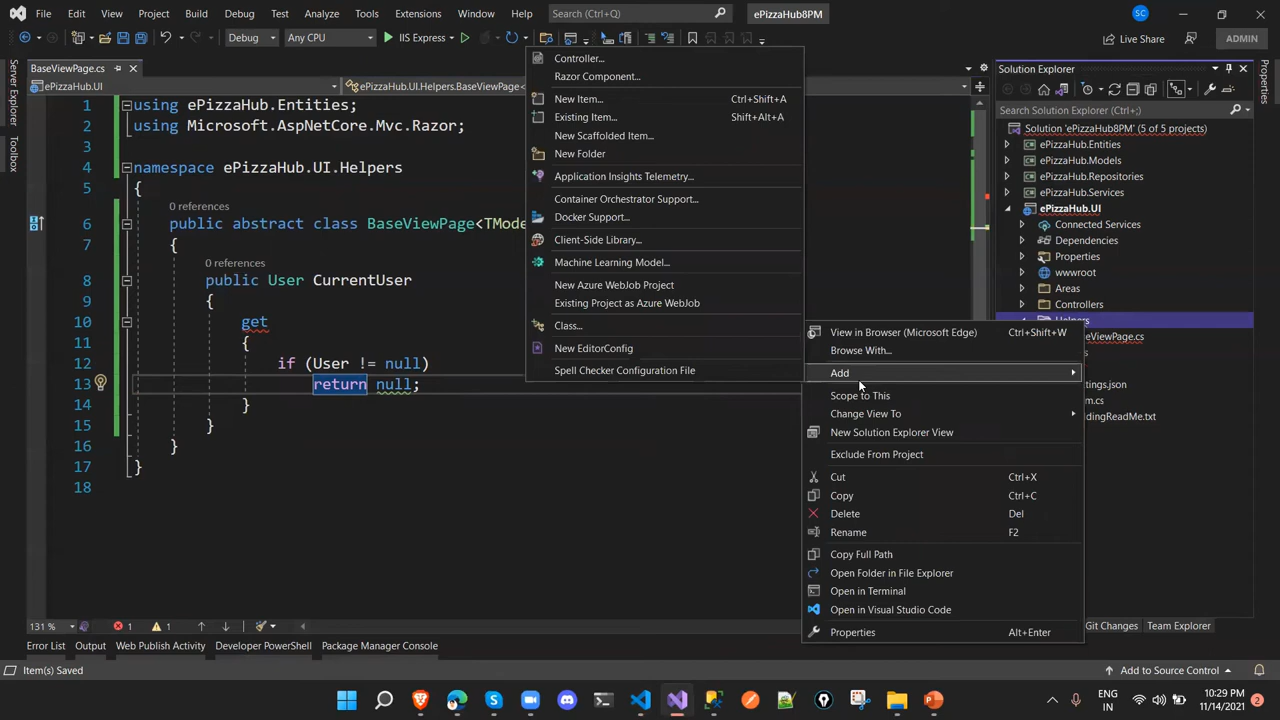 File Edit View Project Build Debug Test Analyze Tools Extensions Window Help Search (Ctrl+Q) ePizzaHub8PM SC
Debug Any CPU IIS Express Live Share ADMIN
Server Explorer
Toolbox
BaseViewPage.cs
ePizzaHub.UI
ePizzaHub.UI.Helpers.BaseViewPage<
1 using ePizzaHub.Entities;
2 using Microsoft.AspNetCore.Mvc.Razor;
3
4 namespace ePizzaHub.UI.Helpers
5 {
0 references
6 public abstract class BaseViewPage<TMode
7 {
0 references
8 public User CurrentUser
9 {
10 get
11 {
12 if (User != null)
13 return null;
14 }
15 }
16 }
17 }
18
Controller...
Razor Component...
New Item... Ctrl+Shift+A
Existing Item... Shift+Alt+A
New Scaffolded Item...
New Folder
Application Insights Telemetry...
Container Orchestrator Support...
Docker Support...
Client-Side Library...
Machine Learning Model...
New Azure WebJob Project
Existing Project as Azure WebJob
Class...
New EditorConfig
Spell Checker Configuration File
View in Browser (Microsoft Edge) Ctrl+Shift+W
Browse With...
Add
Scope to This
Change View To
New Solution Explorer View
Exclude From Project
Cut Ctrl+X
Copy Ctrl+C
Delete Del
Rename F2
Copy Full Path
Open Folder in File Explorer
Open in Terminal
Open in Visual Studio Code
Properties Alt+Enter
Solution Explorer
Search Solution Explorer (Ctrl+;)
Solution 'ePizzaHub8PM' (5 of 5 projects)
ePizzaHub.Entities
ePizzaHub.Models
ePizzaHub.Repositories
ePizzaHub.Services
ePizzaHub.UI
Connected Services
Dependencies
Properties
wwwroot
Areas
Controllers
Helpers
ewPage.cs
s
tings.json
m.cs
dingReadMe.txt
Properties
Git Changes Team Explorer
131 % 1 1
Error List Output Web Publish Activity Developer PowerShell Package Manager Console
Item(s) Saved Add to Source Control
ENG
IN
10:29 PM
11/14/2021
2